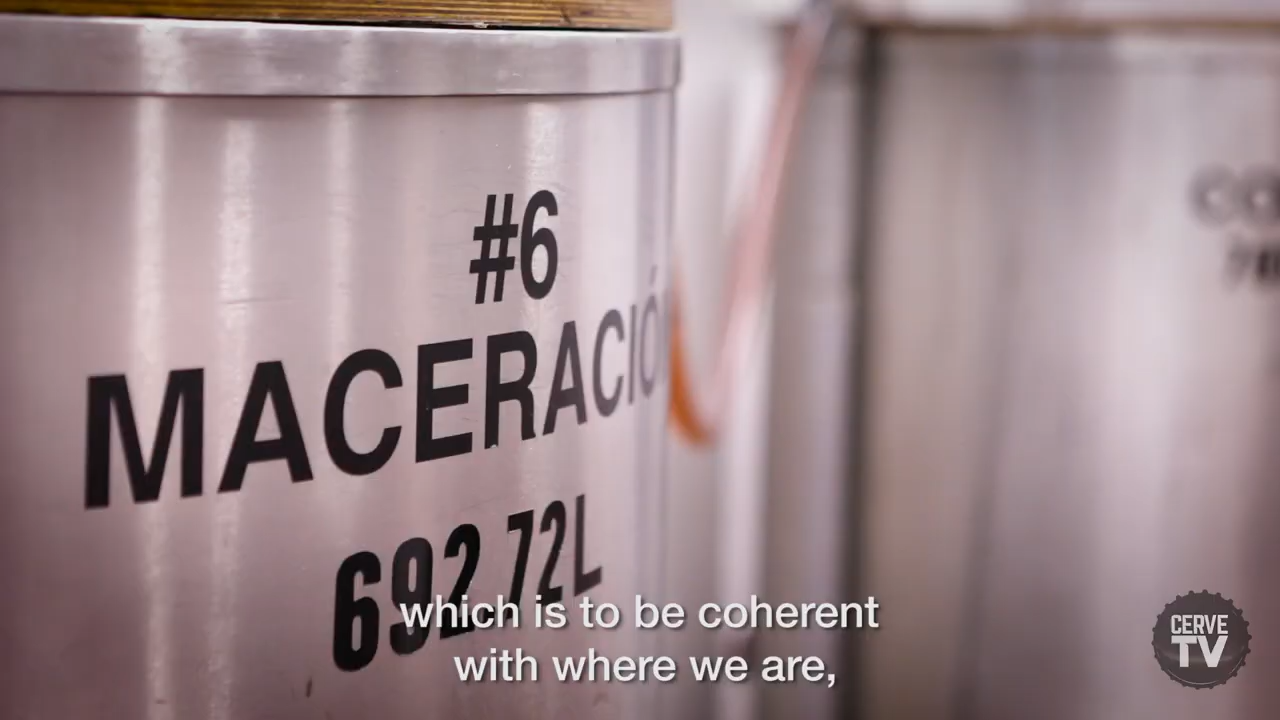 #6
MACERACIÓ
692.72L
which is to be coherent
with where we are,
CERVE
TV